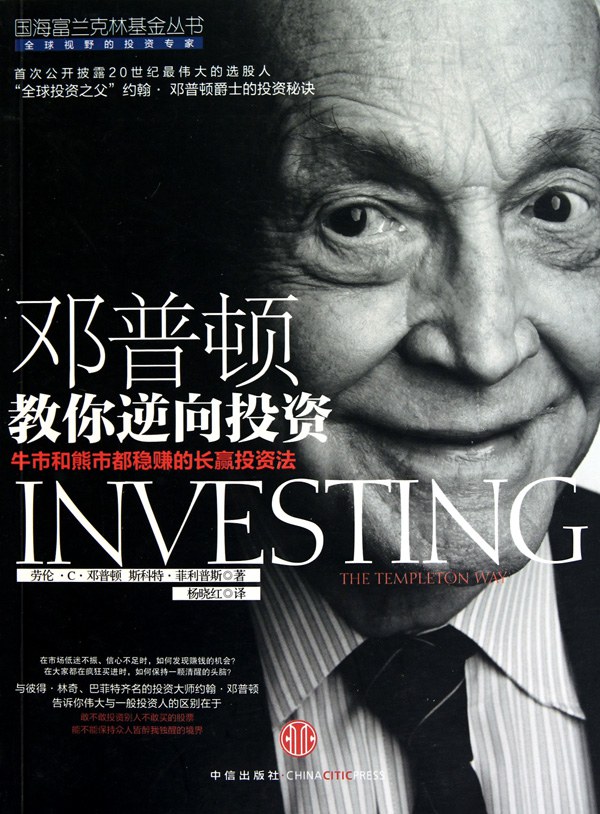 国海富兰克林基金丛书
全球视野的投资专家
首次公开披露20世纪最伟大的选股人
“全球投资之父”约翰·邓普顿爵士的投资秘诀
邓普顿
教你逆向投资
牛市和熊市都稳赚的长赢投资法
INVESTING
THE TEMPLETON WAY
劳伦·C·邓普顿 斯科特·菲利普斯◎著
杨晓红◎译
在市场低迷不振、信心不足时，如何发现赚钱的机会？
在大家都在疯狂买进时，如何保持一颗清醒的头脑？
与彼得·林奇、巴菲特齐名的投资大师约翰·邓普顿
告诉你伟大与一般投资人的区别在于
敢不敢投资别人不敢买的股票
能不能保持众人皆醉我独醒的境界
中信出版社·CHINACITICPRESS